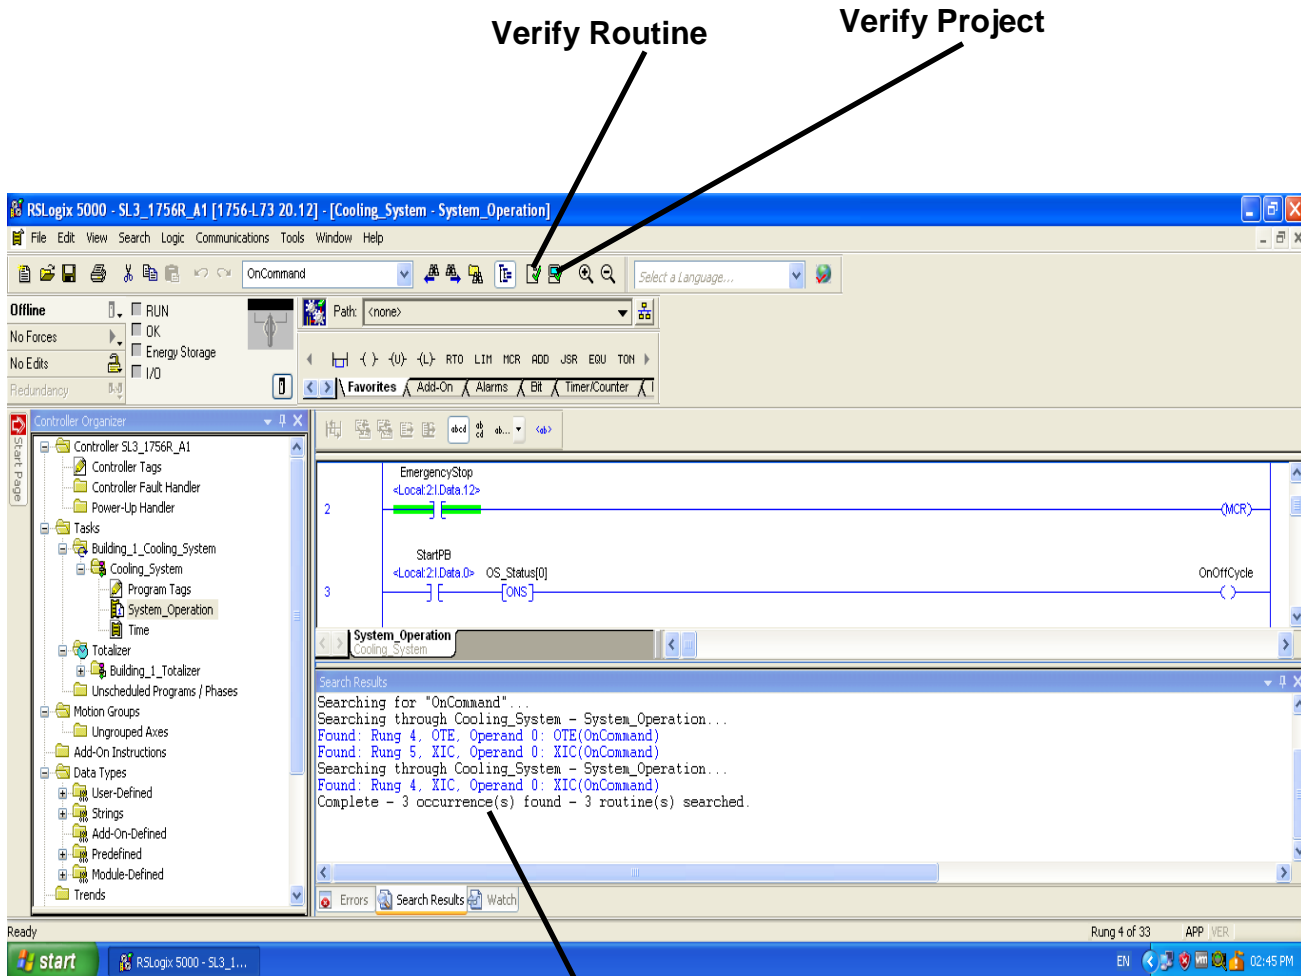 Verify Routine
Verify Project
RSLogix 5000 - SL3_1756R_A1 [1756-L73 20.12] - [Cooling_System - System_Operation]
File Edit View Search Logic Communications Tools Window Help
OnCommand
Select a Language...
Offline
RUN
No Forces
OK
No Edits
Energy Storage
I/O
Redundancy
Path: <none>
-( ) -(U)- -(L)- RTO LIM MCR ADD JSR EQU TON
Favorites Add-On Alarms Bit Timer/Counter
Start Page
Controller Organizer
Controller SL3_1756R_A1
Controller Tags
Controller Fault Handler
Power-Up Handler
Tasks
Building_1_Cooling_System
Cooling_System
Program Tags
System_Operation
Time
Totalizer
Building_1_Totalizer
Unscheduled Programs / Phases
Motion Groups
Ungrouped Axes
Add-On Instructions
Data Types
User-Defined
Strings
Add-On-Defined
Predefined
Module-Defined
Trends
abcd ab cd ab... <ab>
EmergencyStop
<Local:2:I.Data.12>
2
(MCR)
StartPB
<Local:2:I.Data.0> OS_Status[0]
OnOffCycle
3
[ONS]
System_Operation
Cooling_System
Search Results
Searching for "OnCommand"...
Searching through Cooling_System - System_Operation...
Found: Rung 4, OTE, Operand 0: OTE(OnCommand)
Found: Rung 5, XIC, Operand 0: XIC(OnCommand)
Searching through Cooling_System - System_Operation...
Found: Rung 4, XIC, Operand 0: XIC(OnCommand)
Complete - 3 occurrence(s) found - 3 routine(s) searched.
Errors Search Results Watch
Ready
Rung 4 of 33 APP VER
start
RSLogix 5000 - SL3_1...
EN
02:45 PM